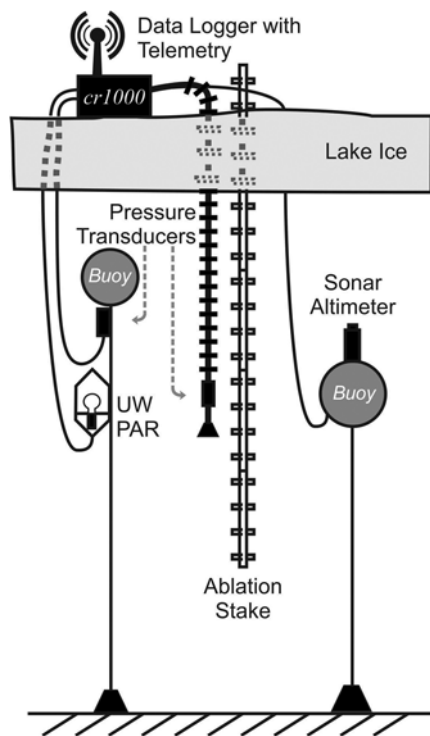 Data Logger with
Telemetry
cr1000
Lake Ice
Pressure
Transducers
Buoy
Sonar
Altimeter
Buoy
UW
PAR
Ablation
Stake